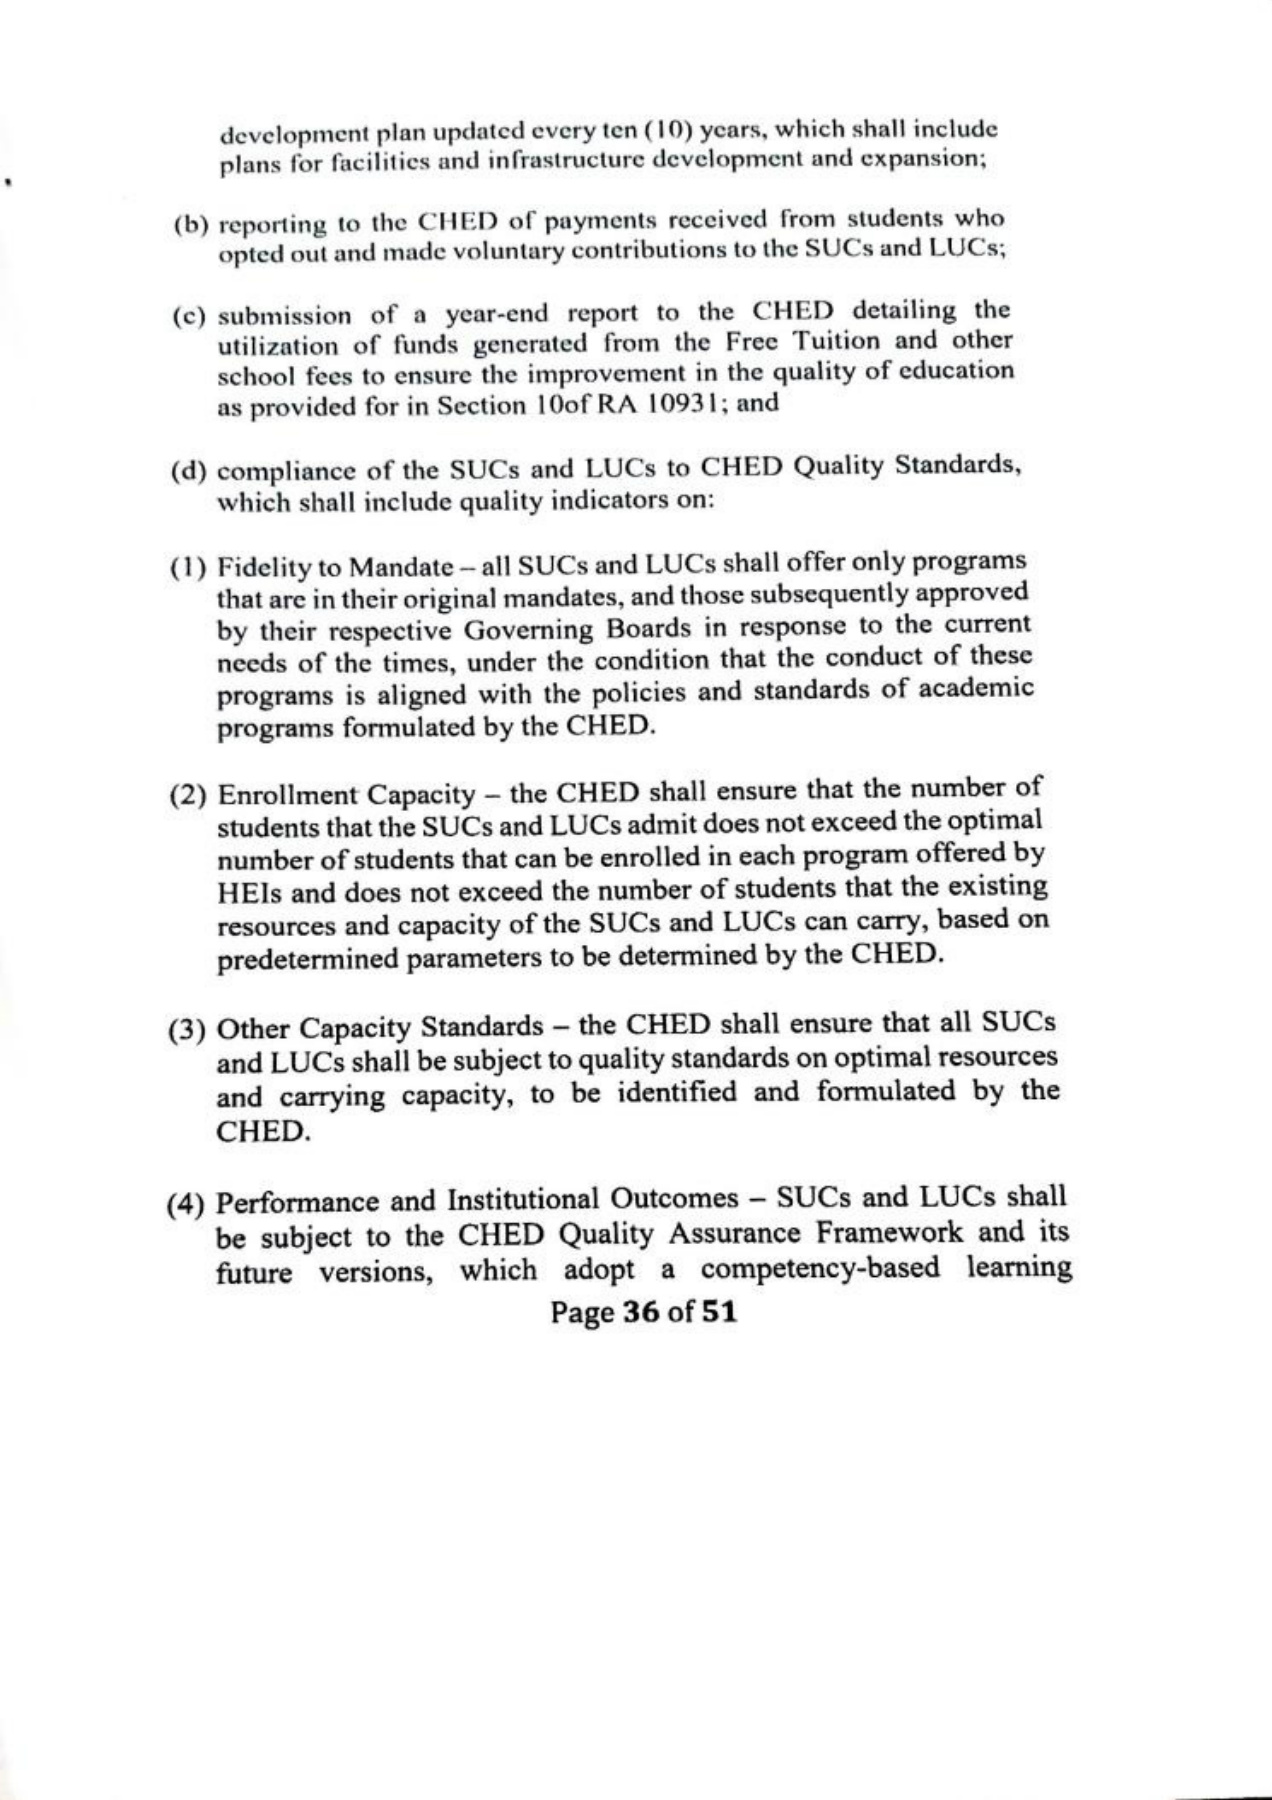 development plan updated every ten (10) years, which shall include
plans for facilities and infrastructure development and expansion;
(b) reporting to the CHED of payments received from students who
opted out and made voluntary contributions to the SUCs and LUCs;
(c) submission of a year-end report to the CHED detailing the
utilization of funds generated from the Free Tuition and other
school fees to ensure the improvement in the quality of education
as provided for in Section 10of RA 10931; and
(d) compliance of the SUCs and LUCs to CHED Quality Standards,
which shall include quality indicators on:
(1) Fidelity to Mandate – all SUCs and LUCs shall offer only programs
that are in their original mandates, and those subsequently approved
by their respective Governing Boards in response to the current
needs of the times, under the condition that the conduct of these
programs is aligned with the policies and standards of academic
programs formulated by the CHED.
(2) Enrollment Capacity – the CHED shall ensure that the number of
students that the SUCs and LUCs admit does not exceed the optimal
number of students that can be enrolled in each program offered by
HEIs and does not exceed the number of students that the existing
resources and capacity of the SUCs and LUCs can carry, based on
predetermined parameters to be determined by the CHED.
(3) Other Capacity Standards – the CHED shall ensure that all SUCs
and LUCs shall be subject to quality standards on optimal resources
and carrying capacity, to be identified and formulated by the
CHED.
(4) Performance and Institutional Outcomes – SUCs and LUCs shall
be subject to the CHED Quality Assurance Framework and its
future versions, which adopt a competency-based learning
Page 36 of 51